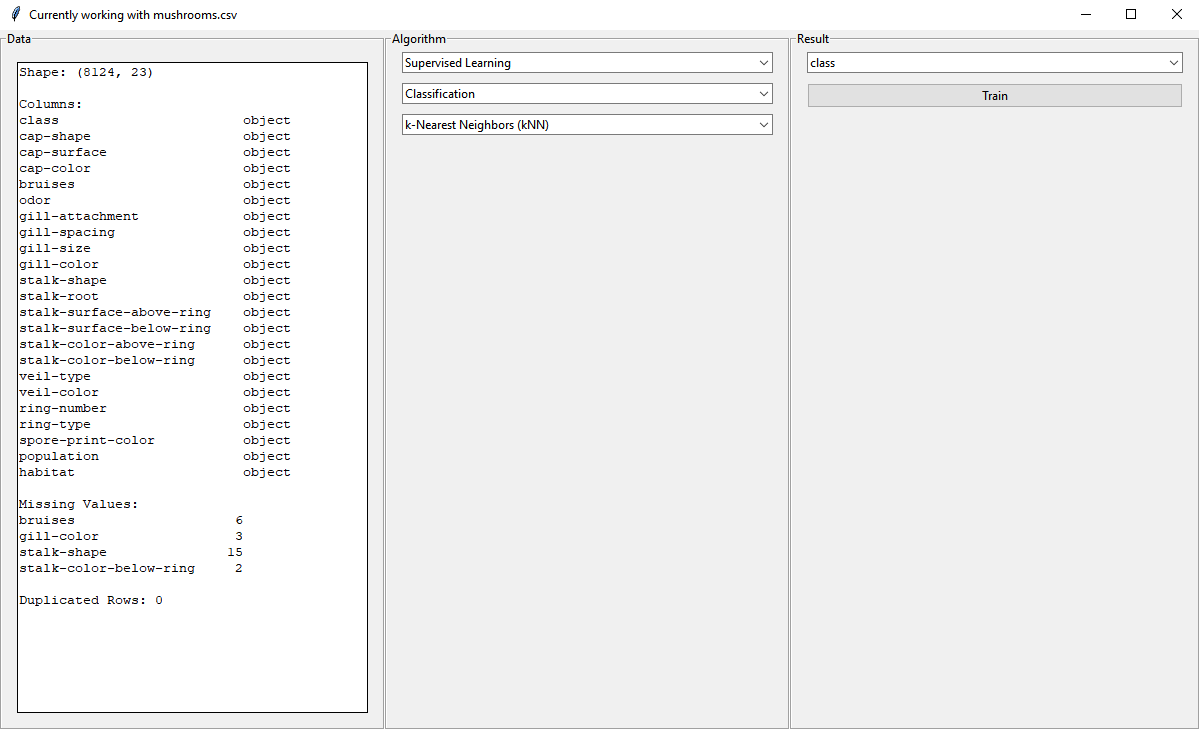 Currently working with mushrooms.csv
Data
Shape: (8124, 23)
Columns:
class object
cap-shape object
cap-surface object
cap-color object
bruises object
odor object
gill-attachment object
gill-spacing object
gill-size object
gill-color object
stalk-shape object
stalk-root object
stalk-surface-above-ring object
stalk-surface-below-ring object
stalk-color-above-ring object
stalk-color-below-ring object
veil-type object
veil-color object
ring-number object
ring-type object
spore-print-color object
population object
habitat object
Missing Values:
bruises 6
gill-color 3
stalk-shape 15
stalk-color-below-ring 2
Duplicated Rows: 0
Algorithm
Supervised Learning
Classification
k-Nearest Neighbors (kNN)
Result
class
Train